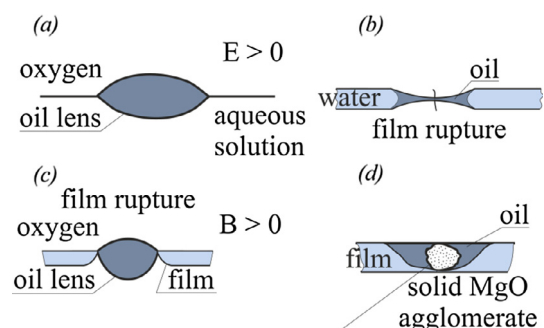 (a)
oxygen
E > 0
oil lens
aqueous
solution
(b)
oil
water
film rupture
(c)
film rupture
oxygen
B > 0
oil lens
film
(d)
oil
film
solid MgO
agglomerate